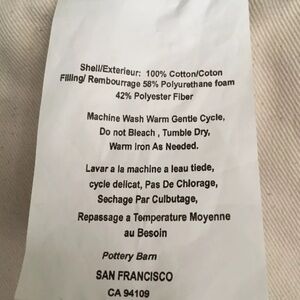 Shell/Exterieur: 100% Cotton/Coton
Filling/ Rembourrage 58% Polyurethane foam
42% Polyester Fiber
Machine Wash Warm Gentle Cycle,
Do not Bleach , Tumble Dry,
Warm Iron As Needed.
Lavar a la machine a leau tiede,
cycle delicat, Pas De Chlorage,
Sechage Par Culbutage,
Repassage a Temperature Moyenne
au Besoin
Pottery Barn
SAN FRANCISCO
CA 94109